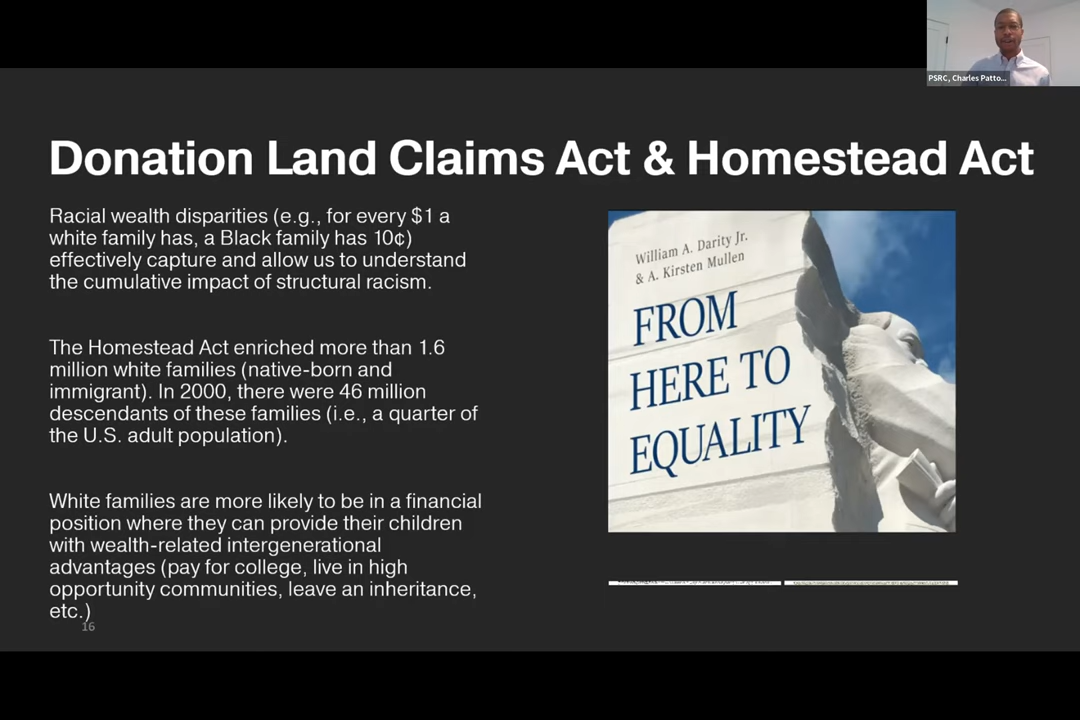 PSRC, Charles Patto...
Donation Land Claims Act & Homestead Act
Racial wealth disparities (e.g., for every $1 a
white family has, a Black family has 10¢)
effectively capture and allow us to understand
the cumulative impact of structural racism.
The Homestead Act enriched more than 1.6
million white families (native-born and
immigrant). In 2000, there were 46 million
descendants of these families (i.e., a quarter of
the U.S. adult population).
White families are more likely to be in a financial
position where they can provide their children
with wealth-related intergenerational
advantages (pay for college, live in high
opportunity communities, leave an inheritance,
etc.)
16
William A. Darity Jr.
& A. Kirsten Mullen
FROM
HERE TO
EQUALITY